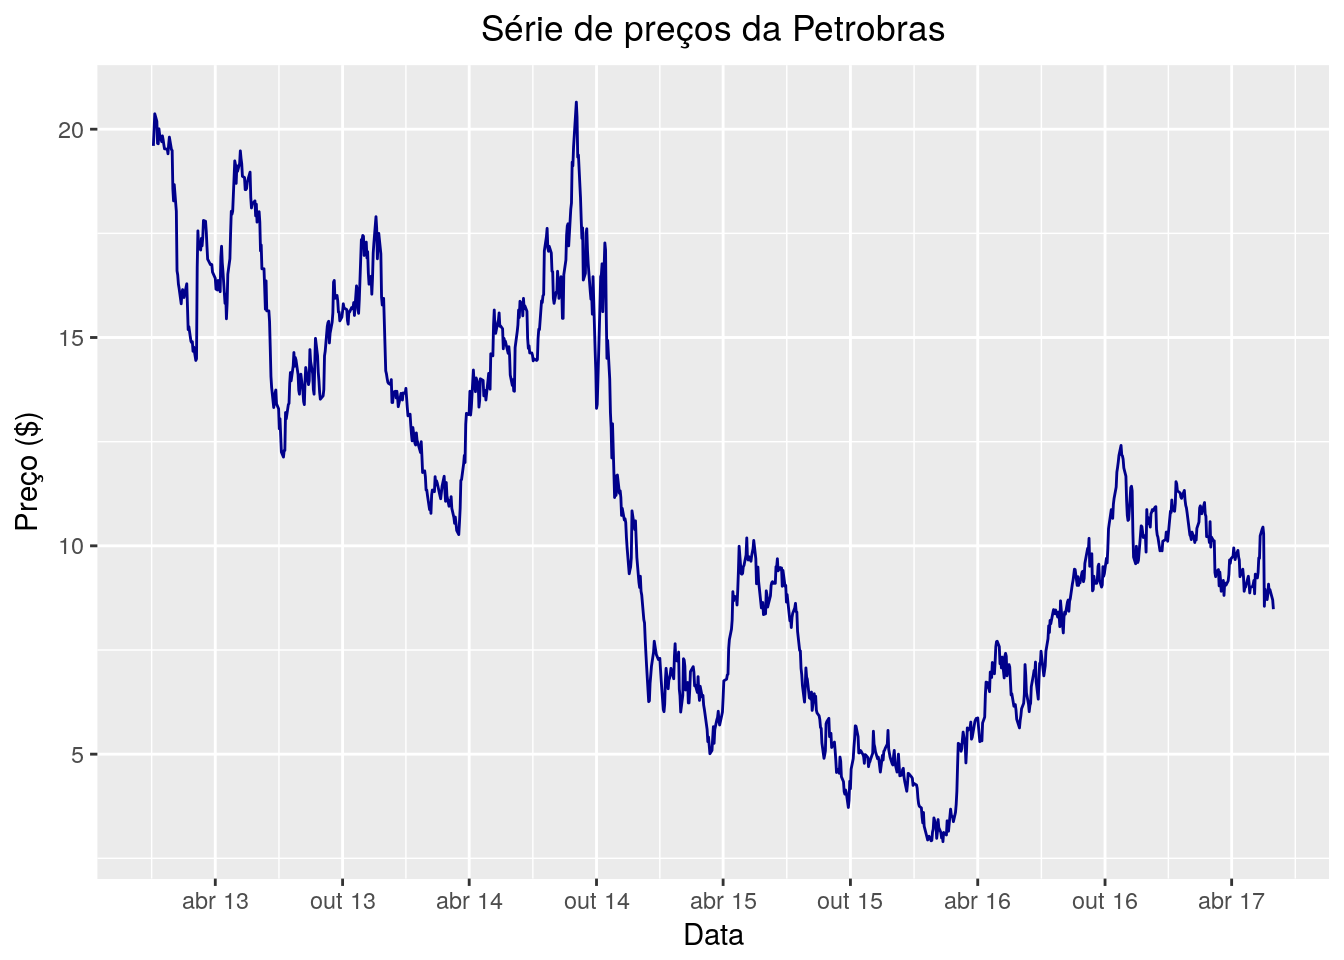 Série de preços da Petrobras
Preço ($)
20
15
10
5
abr 13 out 13 abr 14 out 14 abr 15 out 15 abr 16 out 16 abr 17
Data